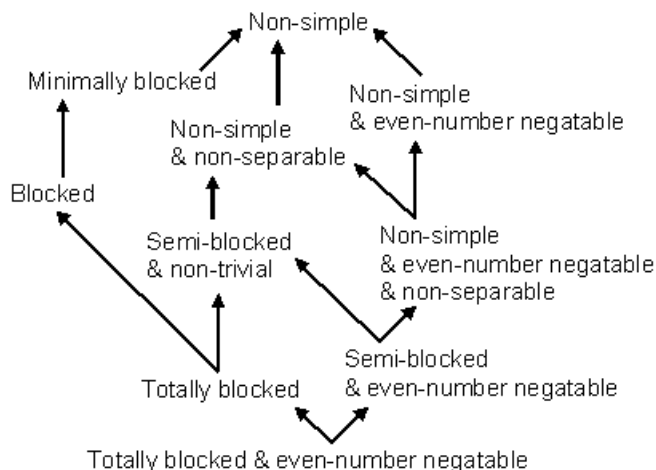 Non-simple
Minimally blocked
Non-simple
& even-number negatable
Non-simple
& non-separable
Blocked
Semi-blocked
& non-trivial
Non-simple
& even-number negatable
& non-separable
Semi-blocked
& even-number negatable
Totally blocked
Totally blocked & even-number negatable